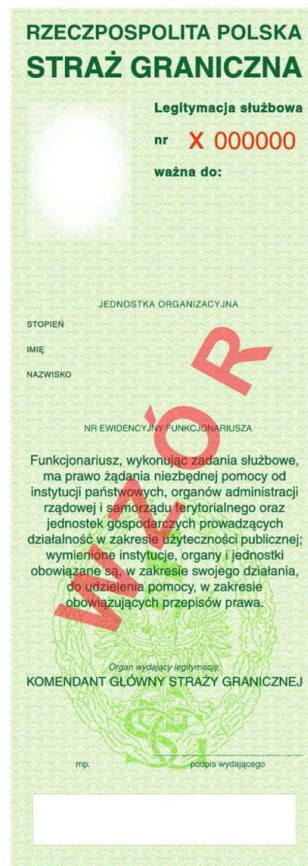 RZECZPOSPOLITA POLSKA
STRAŻ GRANICZNA
Legitymacja służbowa
nr X 000000
ważna do:
JEDNOSTKA ORGANIZACYJNA
STOPIEŃ
IMIĘ
NAZWISKO
NR EWIDENCYJNY FUNKCJONARIUSZA
Funkcjonariusz, wykonując zadania służbowe,
ma prawo żądania niezbędnej pomocy od
instytucji państwowych, organów administracji
rządowej i samorządu terytorialnego oraz
jednostek gospodarczych prowadzących
działalność w zakresie użyteczności publicznej;
wymienione instytucje, organy i jednostki
obowiązane są, w zakresie swojego działania,
do udzielenia pomocy, w zakresie
obowiązujących przepisów prawa.
WZÓR
Organ wydający legitymację:
KOMENDANT GŁÓWNY STRAŻY GRANICZNEJ
SG
mp.
podpis wydającego